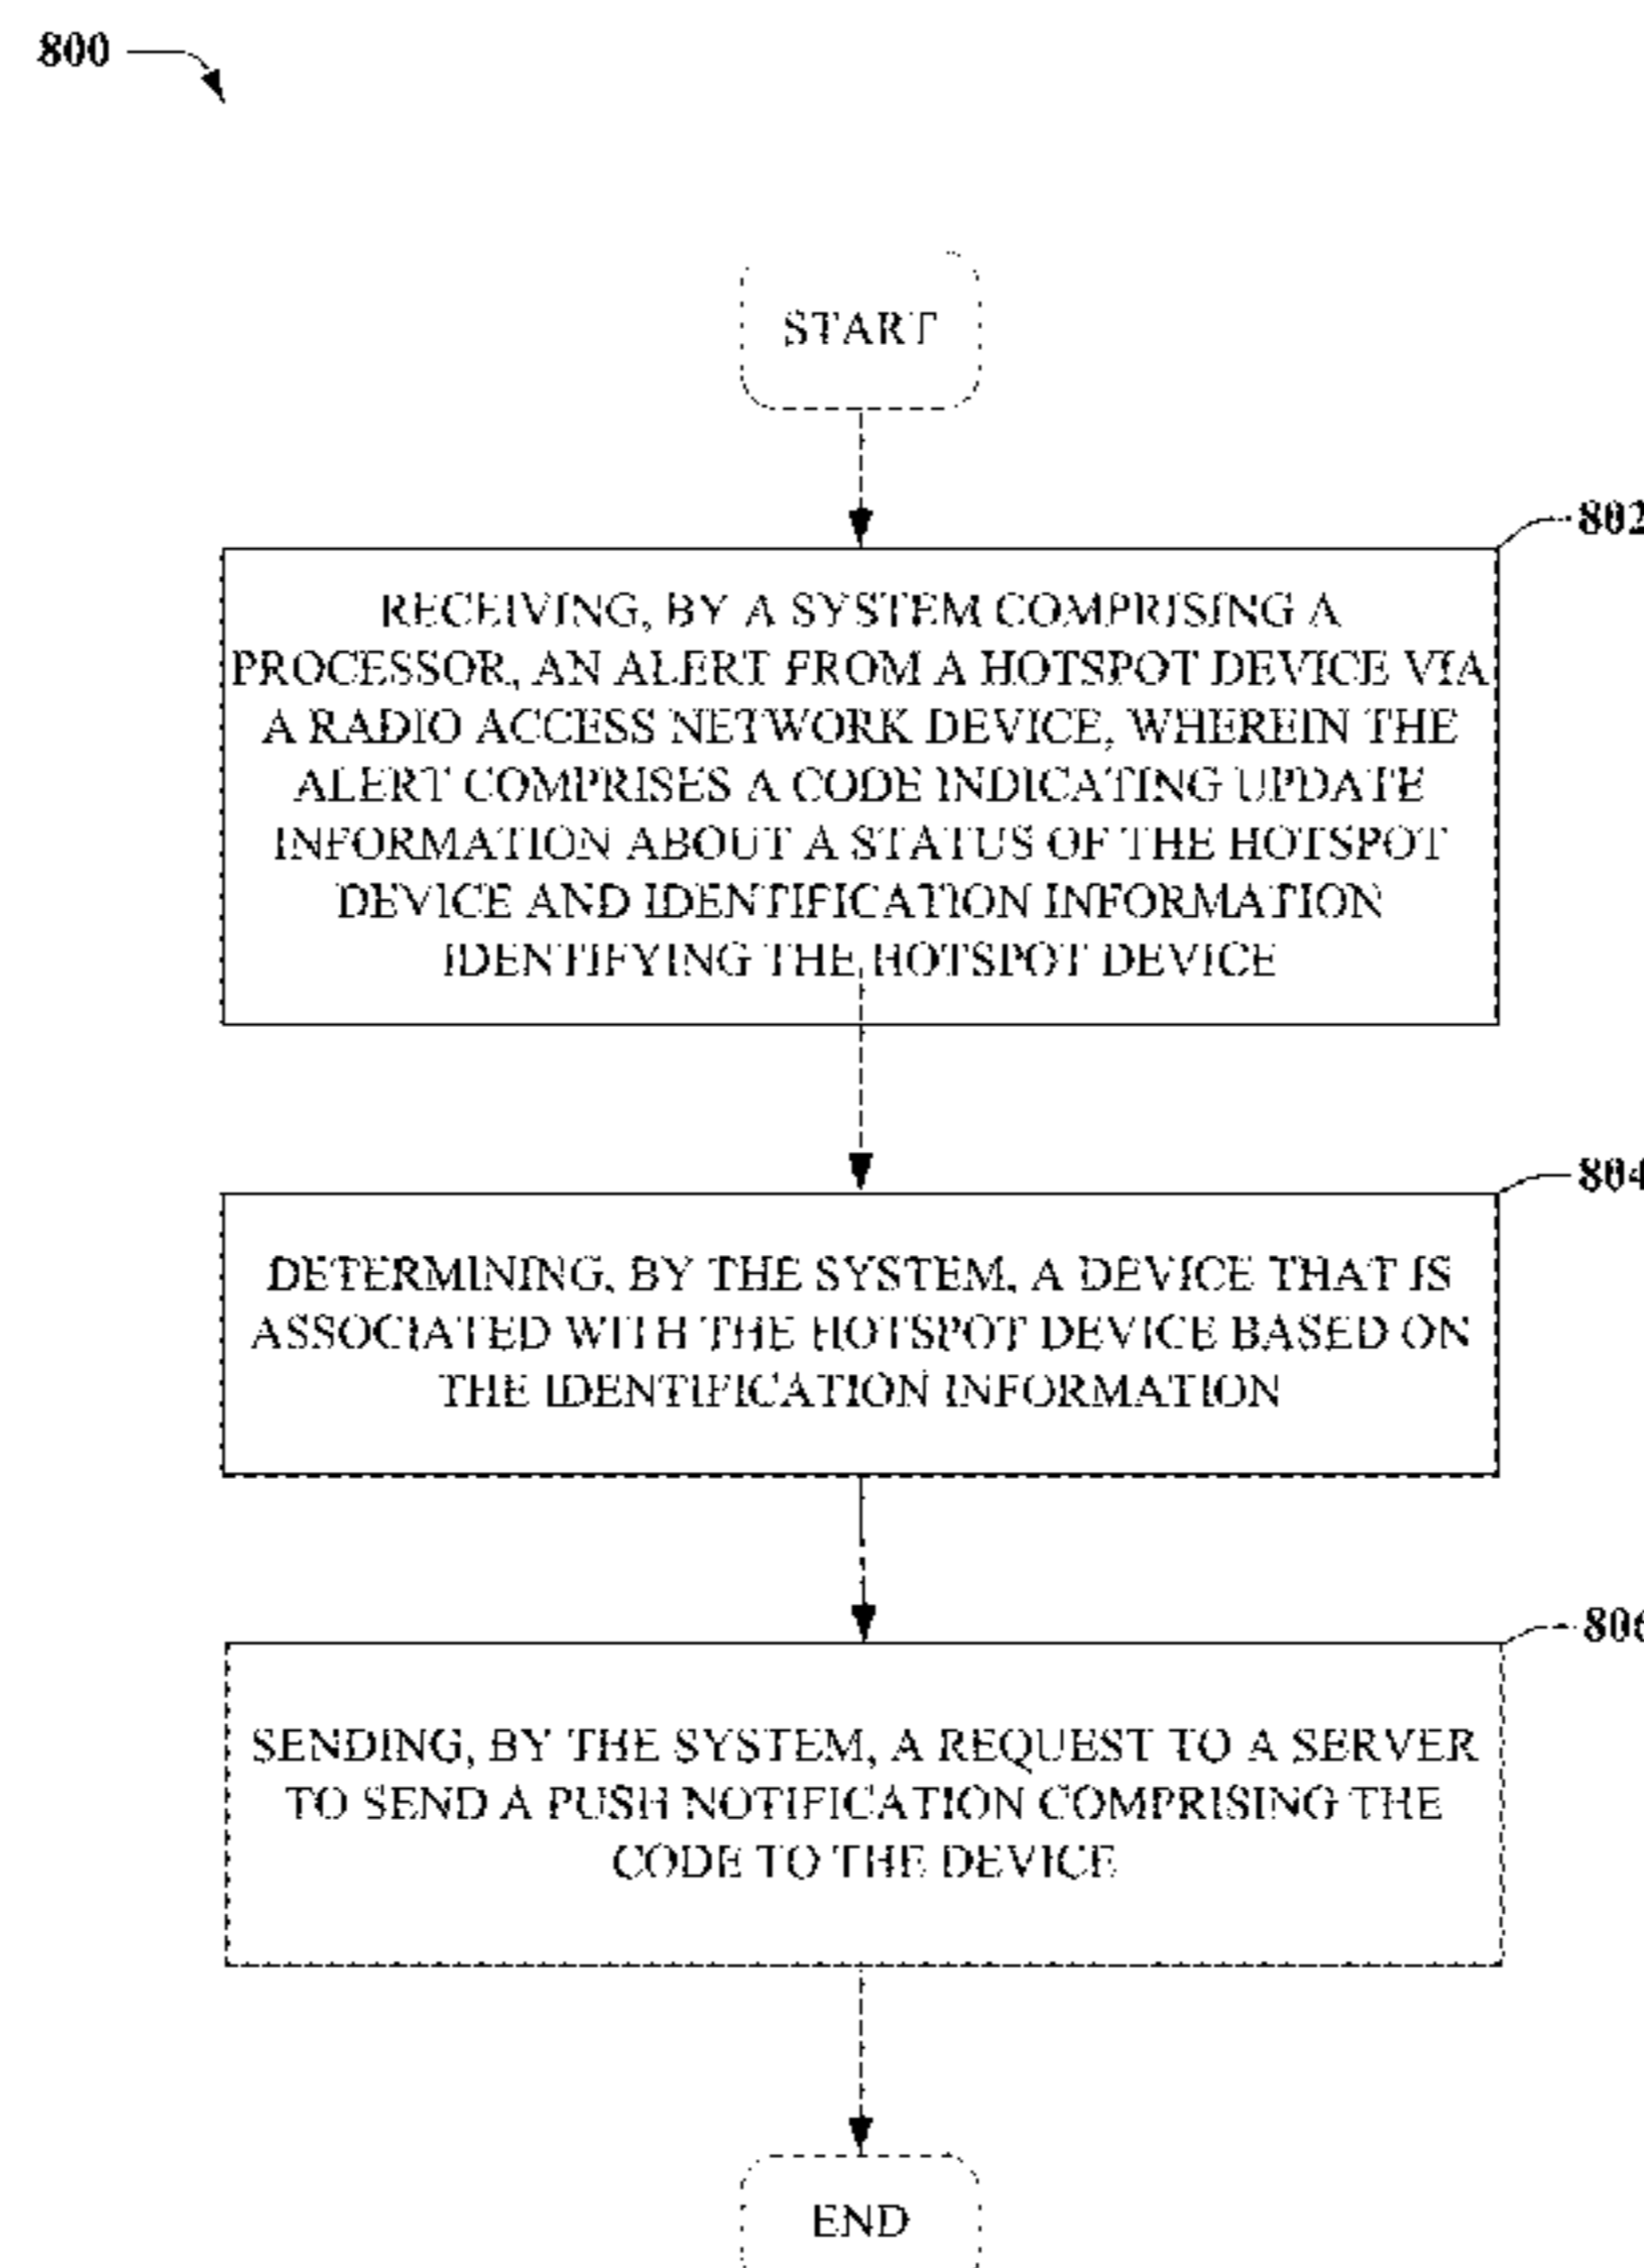 800
START
802
RECEIVING, BY A SYSTEM COMPRISING A
PROCESSOR, AN ALERT FROM A HOTSPOT DEVICE VIA
A RADIO ACCESS NETWORK DEVICE, WHEREIN THE
ALERT COMPRISES A CODE INDICATING UPDATE
INFORMATION ABOUT A STATUS OF THE HOTSPOT
DEVICE AND IDENTIFICATION INFORMATION
IDENTIFYING THE HOTSPOT DEVICE
804
DETERMINING, BY THE SYSTEM, A DEVICE THAT IS
ASSOCIATED WITH THE HOTSPOT DEVICE BASED ON
THE IDENTIFICATION INFORMATION
806
SENDING, BY THE SYSTEM, A REQUEST TO A SERVER
TO SEND A PUSH NOTIFICATION COMPRISING THE
CODE TO THE DEVICE
END